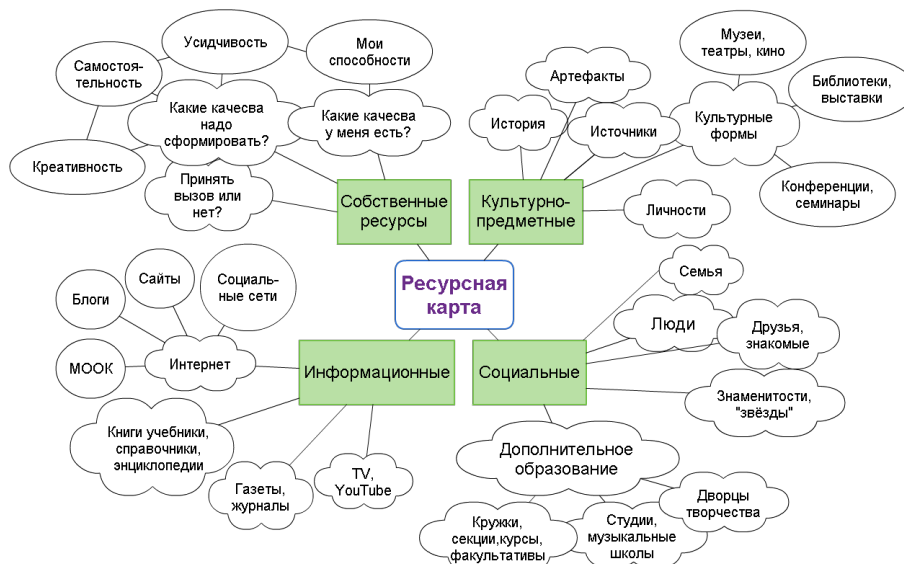 Усидчивость
Мои
способности
Самостоя-
тельность
Какие качесва
надо
сформировать?
Какие качесва
у меня есть?
Креативность
Принять
вызов или
нет?
Собственные
ресурсы
Музеи,
театры, кино
Артефакты
Библиотеки,
выставки
История
Источники
Культурные
формы
Конференции,
семинары
Культурно-
предметные
Личности
Ресурсная
карта
Сайты
Социаль-
ные сети
Блоги
МООК
Интернет
Информационные
Книги учебники,
справочники,
энциклопедии
Газеты,
журналы
TV,
YouTube
Семья
Люди
Друзья,
знакомые
Социальные
Знаменитости,
"звёзды"
Дополнительное
образование
Дворцы
творчества
Кружки,
секции,курсы,
факультативы
Студии,
музыкальные
школы